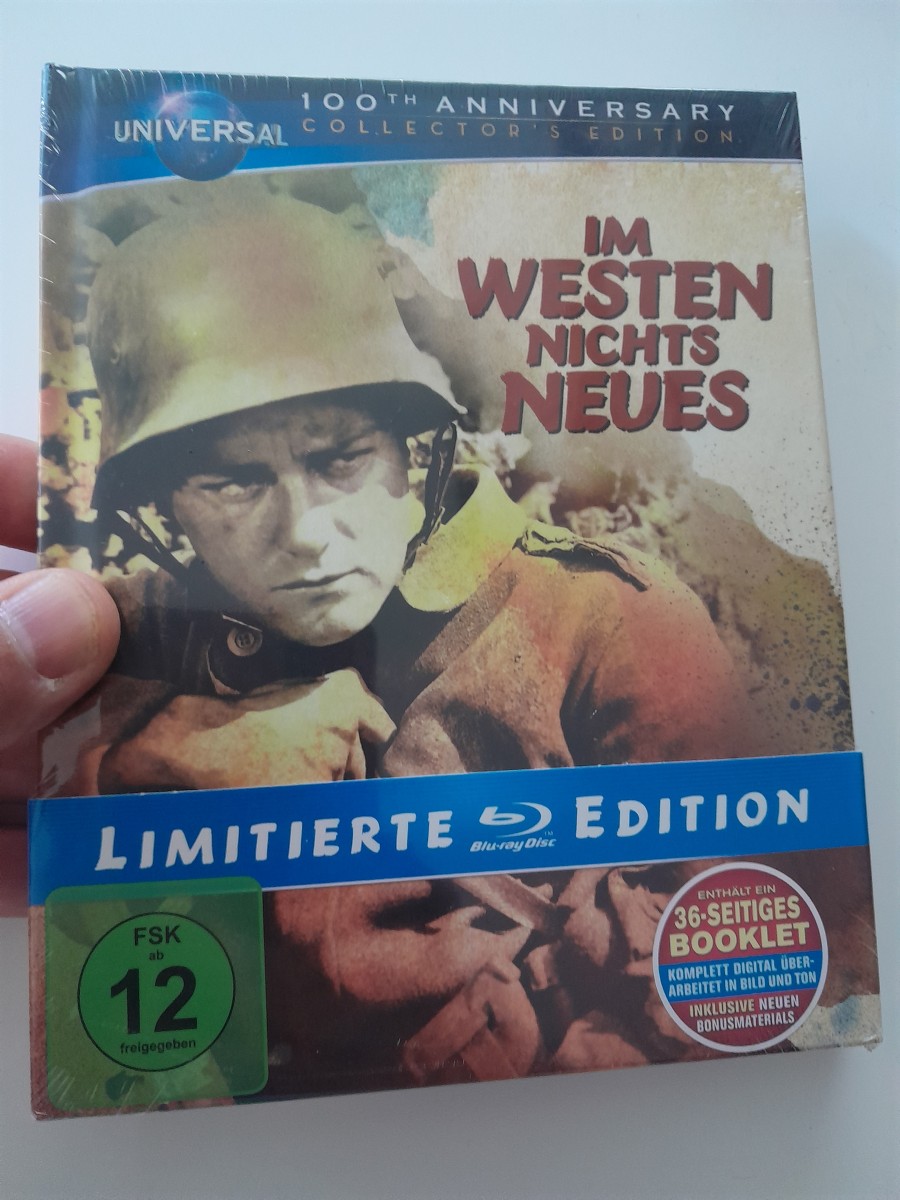 UNIVERSAL
100TH ANNIVERSARY
COLLECTOR'S EDITION
IM
WESTEN
NICHTS
NEUES
LIMITIERTE Blu-ray Disc™ EDITION
FSK
ab
12
freigegeben
ENTHÄLT EIN
36-SEITIGES
BOOKLET
KOMPLETT DIGITAL ÜBER-
ARBEITET IN BILD UND TON
INKLUSIVE NEUEN
BONUSMATERIALS